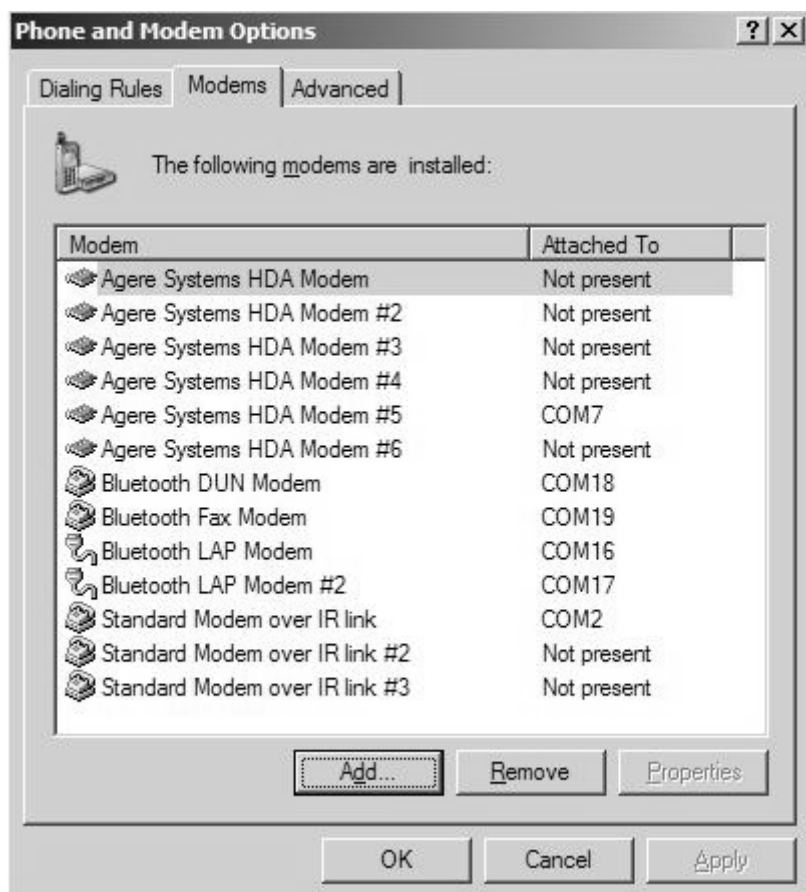 Phone and Modem Options
Dialing Rules Modems Advanced
The following modems are installed:
Modem Attached To
Agere Systems HDA Modem Not present
Agere Systems HDA Modem #2 Not present
Agere Systems HDA Modem #3 Not present
Agere Systems HDA Modem #4 Not present
Agere Systems HDA Modem #5 COM7
Agere Systems HDA Modem #6 Not present
Bluetooth DUN Modem COM18
Bluetooth Fax Modem COM19
Bluetooth LAP Modem COM16
Bluetooth LAP Modem #2 COM17
Standard Modem over IR link COM2
Standard Modem over IR link #2 Not present
Standard Modem over IR link #3 Not present
Add... Remove Properties
OK Cancel Apply